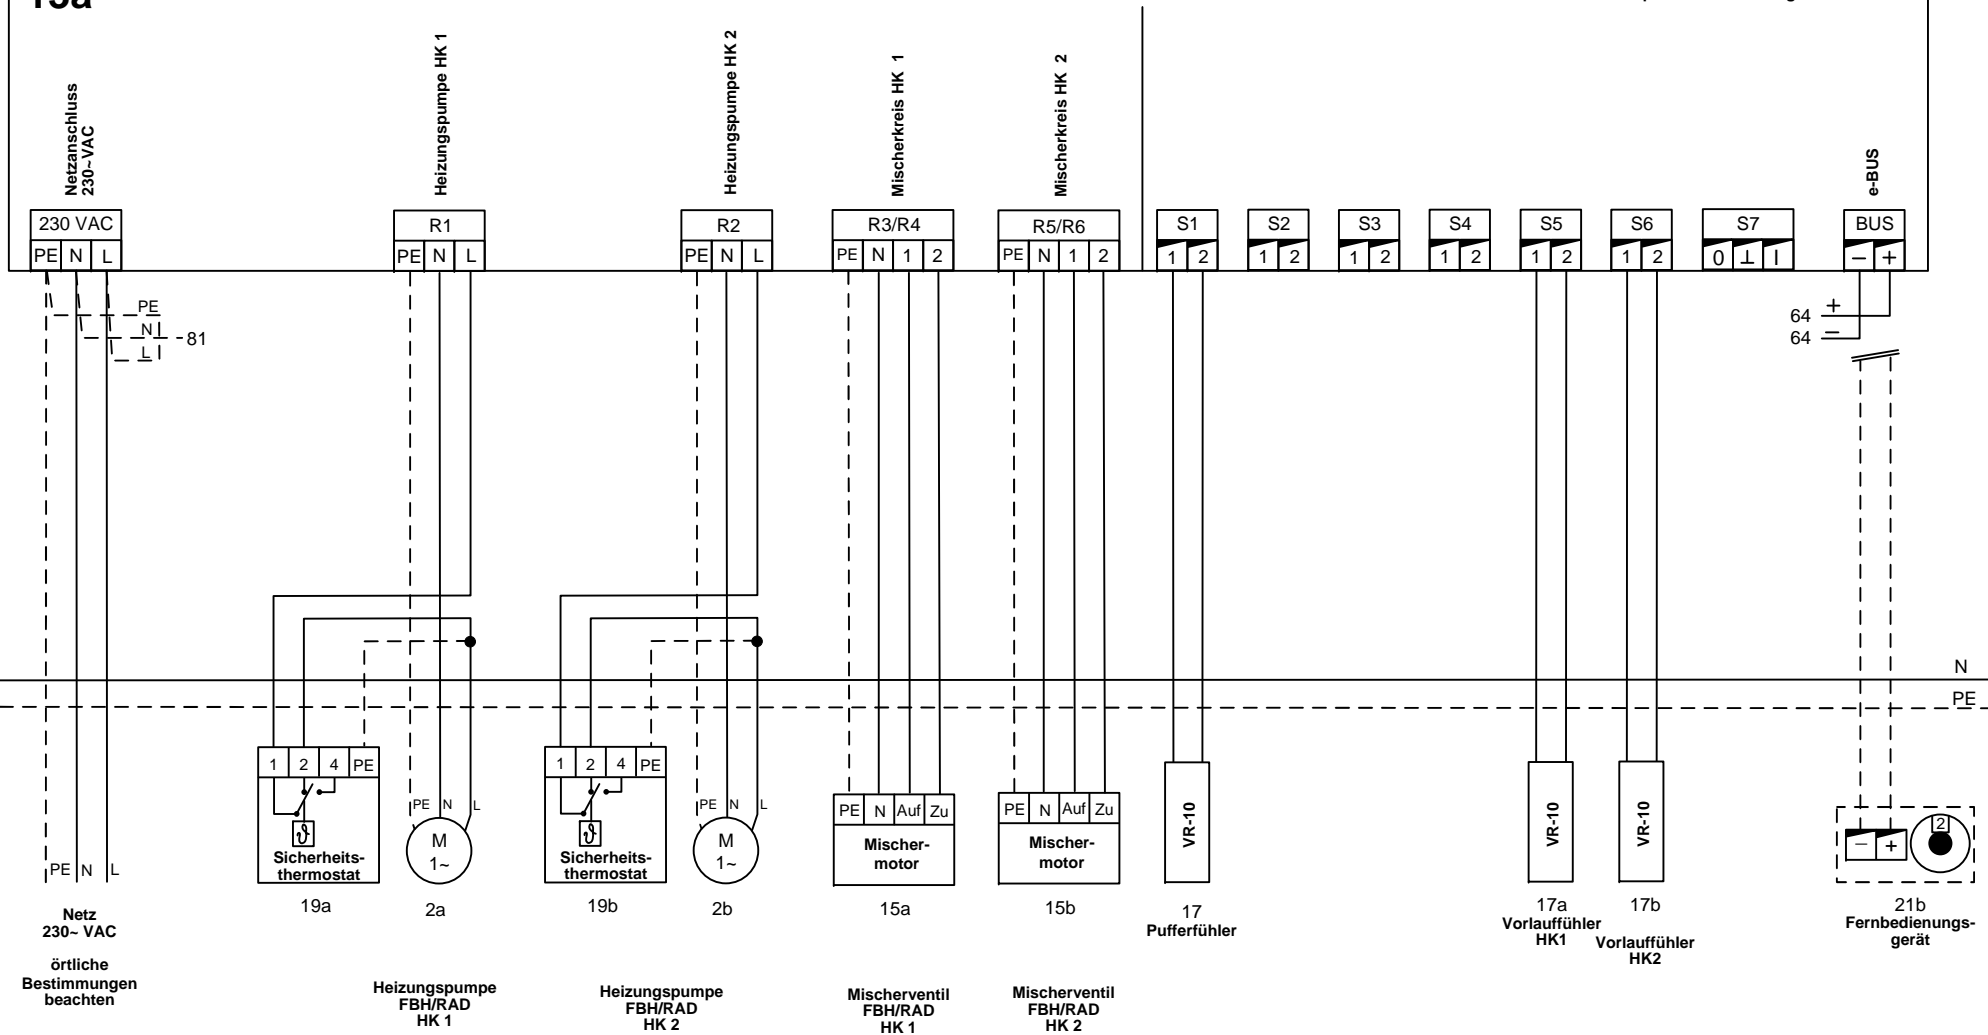 Netzanschluss
230~VAC
Heizungspumpe HK 1
Heizungspumpe HK 2
Mischerkreis HK 1
Mischerkreis HK 2
e-BUS
230 VAC
R1
R2
R3/R4
R5/R6
S1
S2
S3
S4
S5
S6
S7
BUS
PE N L
PE N L
PE N L
PE N 1 2
PE N 1 2
1 2
1 2
1 2
1 2
1 2
1 2
0 ⊥ I
− +
PE
N
L
81
64 +
64 −
N
PE
1 2 4 PE
Sicherheits-
thermostat
19a
PE N L
M
1~
2a
1 2 4 PE
Sicherheits-
thermostat
19b
PE N L
M
1~
2b
PE N Auf Zu
Mischer-
motor
15a
PE N Auf Zu
Mischer-
motor
15b
VR-10
17
Pufferfühler
VR-10
17a
Vorlauffühler
HK1
VR-10
17b
Vorlauffühler
HK2
− +
2
21b
Fernbedienungs-
gerät
PE N L
Netz
230~ VAC
örtliche
Bestimmungen
beachten
Heizungspumpe
FBH/RAD
HK 1
Heizungspumpe
FBH/RAD
HK 2
Mischerventil
FBH/RAD
HK 1
Mischerventil
FBH/RAD
HK 2